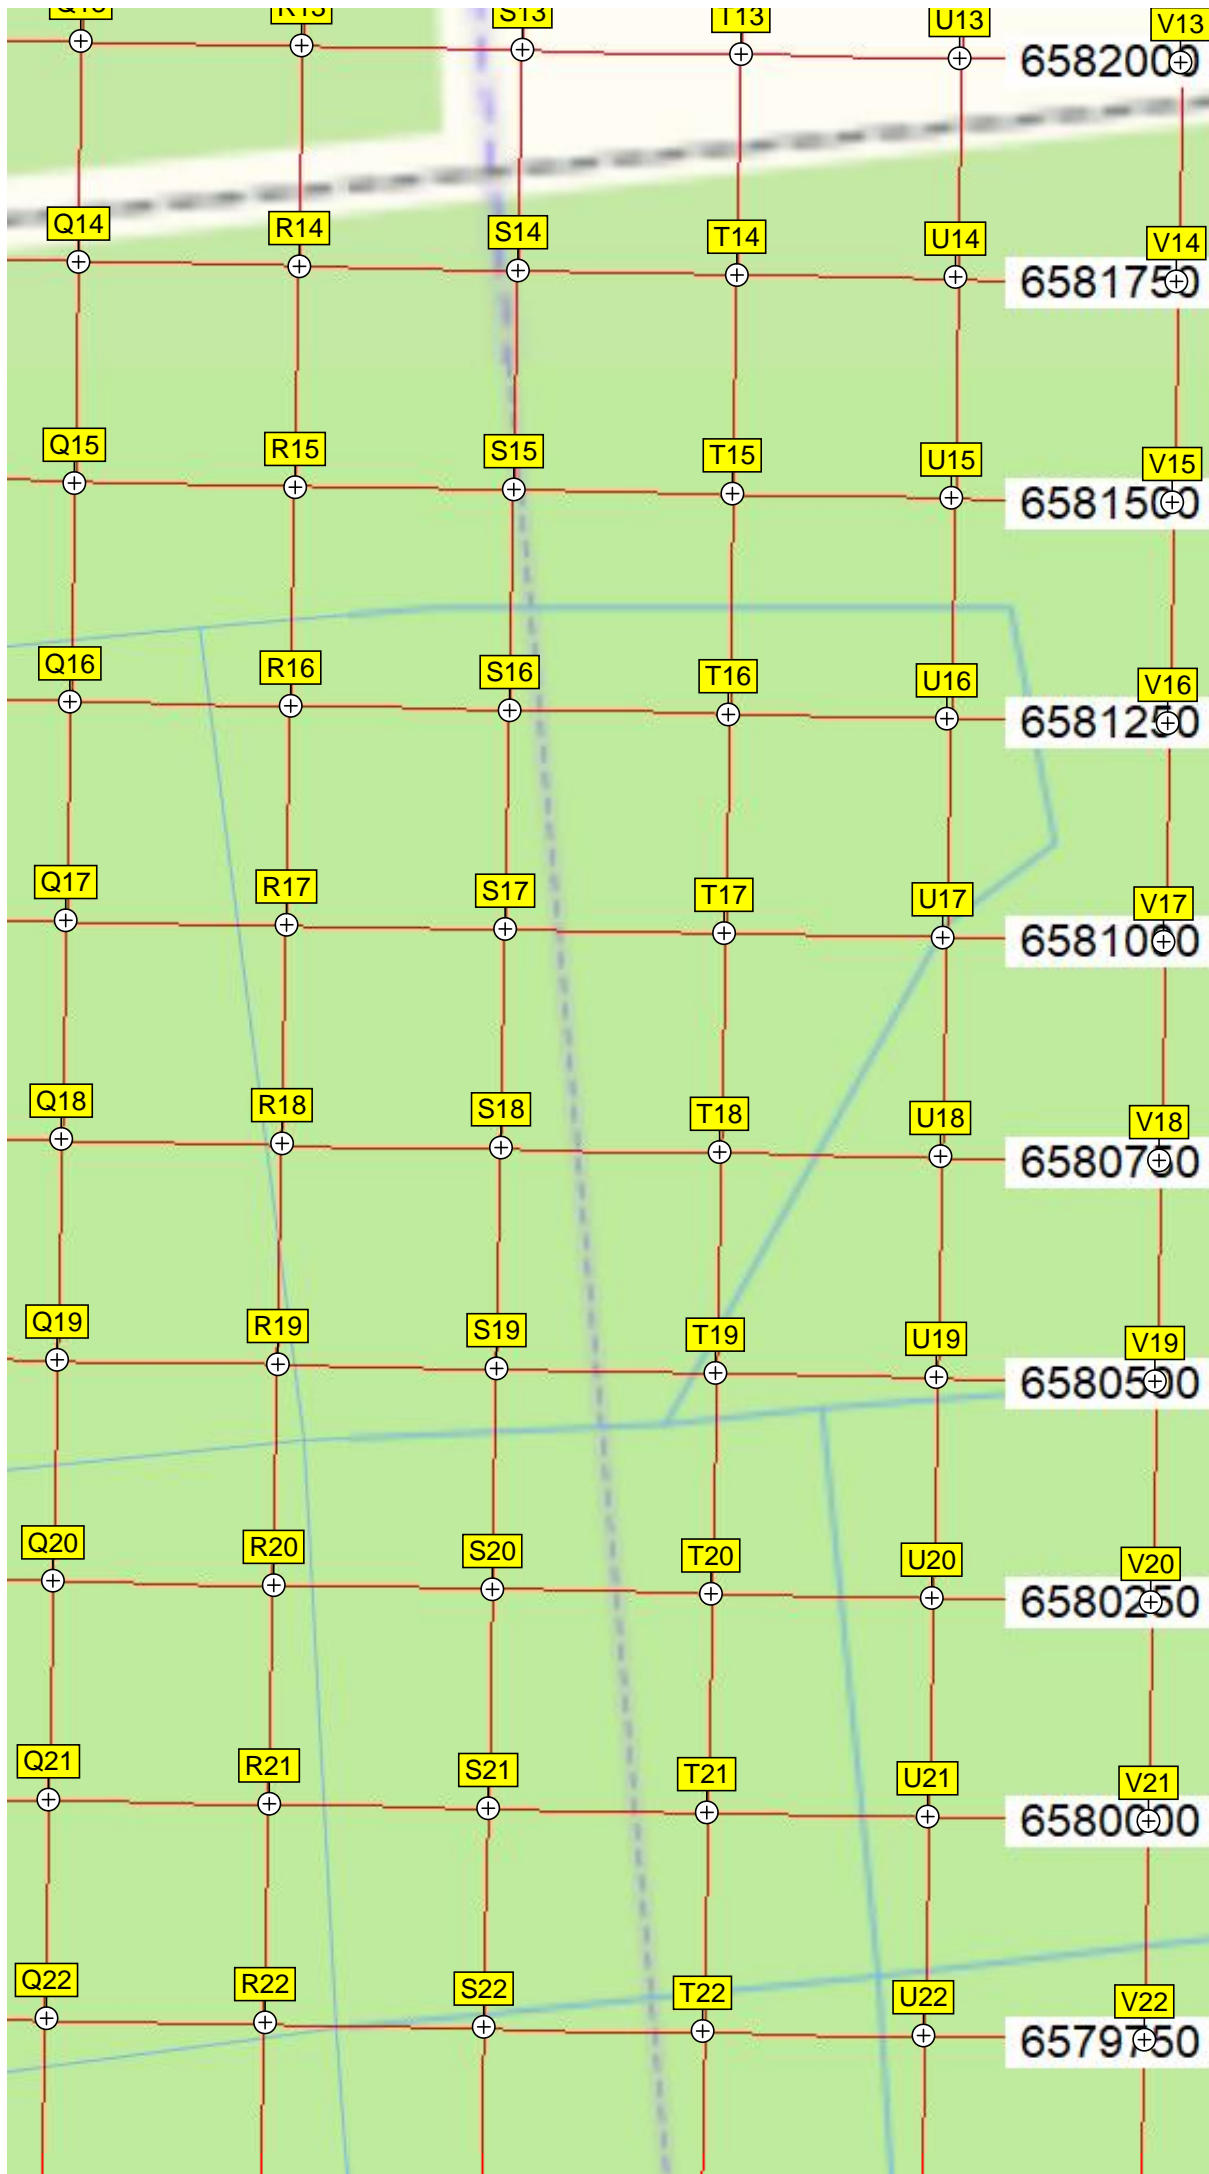 Q13 R13 S13 T13 U13 V13
6582000
Q14 R14 S14 T14 U14 V14
6581750
Q15 R15 S15 T15 U15 V15
6581500
Q16 R16 S16 T16 U16 V16
6581250
Q17 R17 S17 T17 U17 V17
6581000
Q18 R18 S18 T18 U18 V18
6580750
Q19 R19 S19 T19 U19 V19
6580500
Q20 R20 S20 T20 U20 V20
6580250
Q21 R21 S21 T21 U21 V21
6580000
Q22 R22 S22 T22 U22 V22
6579750